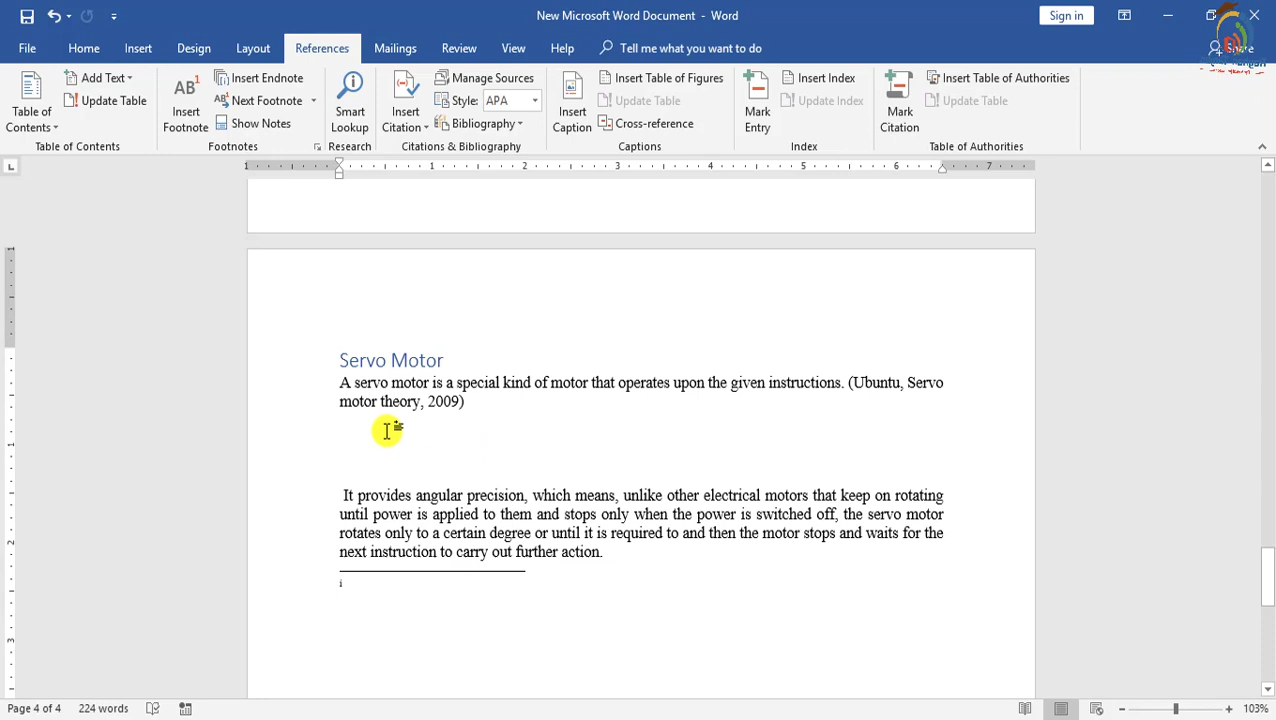 New Microsoft Word Document - Word
Sign in
File Home Insert Design Layout References Mailings Review View Help Tell me what you want to do Share
Table of Contents
Add Text
Update Table
Table of Contents
AB1
Insert Footnote
Insert Endnote
Next Footnote
Show Notes
Footnotes
Smart Lookup
Research
Insert Citation
Manage Sources
Style: APA
Bibliography
Citations & Bibliography
Insert Caption
Insert Table of Figures
Update Table
Cross-reference
Captions
Mark Entry
Insert Index
Update Index
Index
Mark Citation
Insert Table of Authorities
Update Table
Table of Authorities
1 1 2 3 4 5 6 7
Servo Motor
A servo motor is a special kind of motor that operates upon the given instructions. (Ubuntu, Servo
motor theory, 2009)
It provides angular precision, which means, unlike other electrical motors that keep on rotating
until power is applied to them and stops only when the power is switched off, the servo motor
rotates only to a certain degree or until it is required to and then the motor stops and waits for the
next instruction to carry out further action.
i
Page 4 of 4 224 words 103%